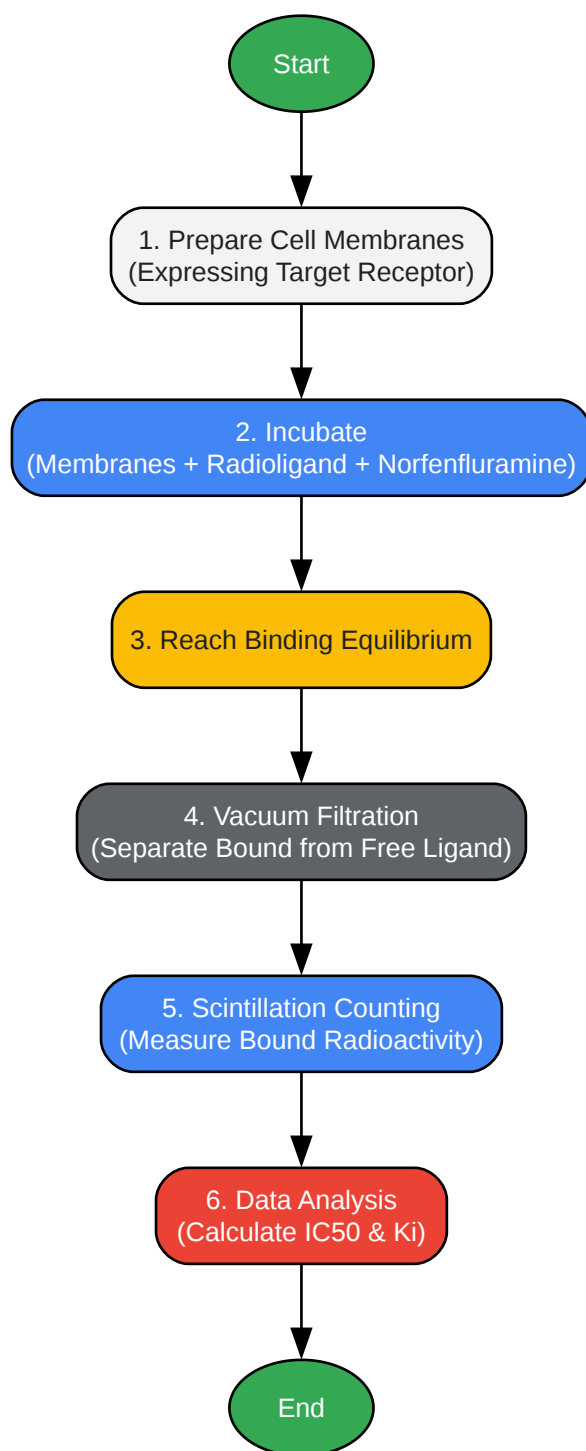 Start
1. Prepare Cell Membranes
(Expressing Target Receptor)
2. Incubate
(Membranes + Radioligand + Norfenfluramine)
3. Reach Binding Equilibrium
4. Vacuum Filtration
(Separate Bound from Free Ligand)
5. Scintillation Counting
(Measure Bound Radioactivity)
6. Data Analysis
(Calculate IC50 & Ki)
End